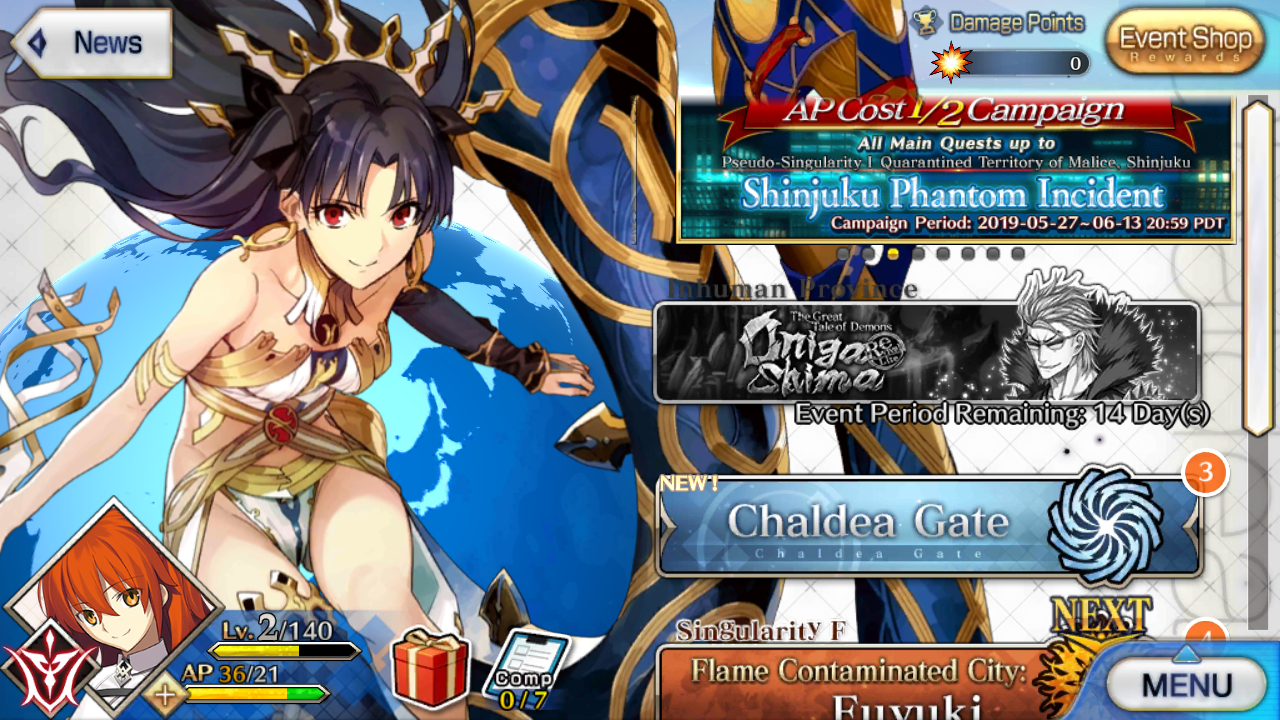 News
Damage Points
0
Event Shop
Rewards
AP Cost 1/2 Campaign
All Main Quests up to
Pseudo-Singularity I Quarantined Territory of Malice, Shinjuku
Shinjuku Phantom Incident
Campaign Period: 2019-05-27~06-13 20:59 PDT
Inhuman Province
The Great
Tale of Demons
Onigashima
Re
Event Period Remaining: 14 Day(s)
NEW!
3
Chaldea Gate
Chaldea Gate
NEXT
Singularity F
4
Flame Contaminated City:
Fuyuki
Lv. 2/140
AP 36/21
Comp
0/7
MENU